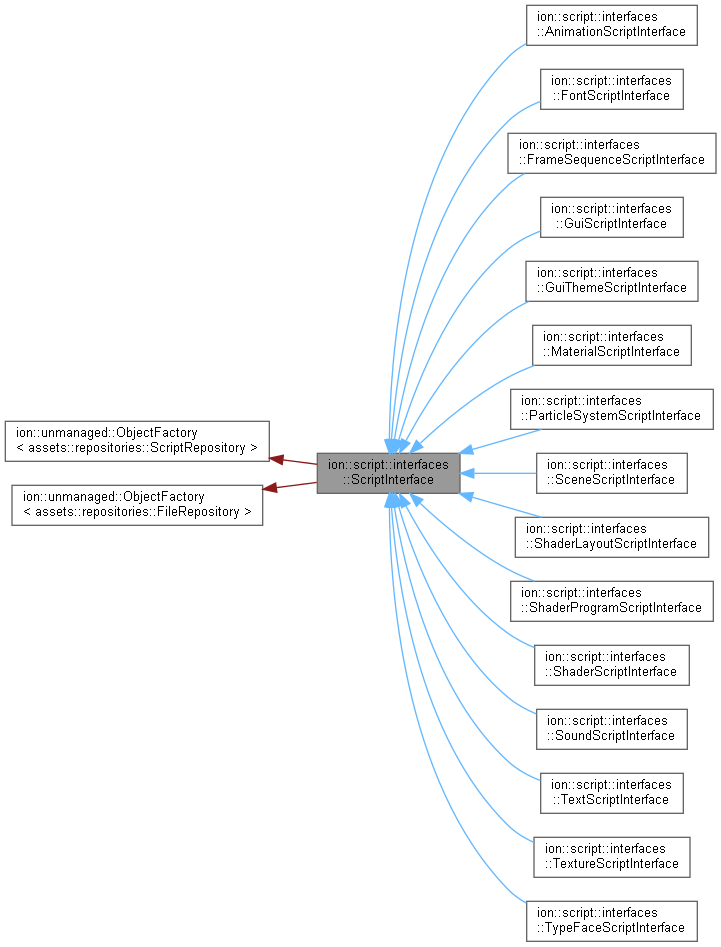 ion::unmanaged::ObjectFactory
< assets::repositories::ScriptRepository >
ion::unmanaged::ObjectFactory
< assets::repositories::FileRepository >
ion::script::interfaces
::ScriptInterface
ion::script::interfaces
::AnimationScriptInterface
ion::script::interfaces
::FontScriptInterface
ion::script::interfaces
::FrameSequenceScriptInterface
ion::script::interfaces
::GuiScriptInterface
ion::script::interfaces
::GuiThemeScriptInterface
ion::script::interfaces
::MaterialScriptInterface
ion::script::interfaces
::ParticleSystemScriptInterface
ion::script::interfaces
::SceneScriptInterface
ion::script::interfaces
::ShaderLayoutScriptInterface
ion::script::interfaces
::ShaderProgramScriptInterface
ion::script::interfaces
::ShaderScriptInterface
ion::script::interfaces
::SoundScriptInterface
ion::script::interfaces
::TextScriptInterface
ion::script::interfaces
::TextureScriptInterface
ion::script::interfaces
::TypeFaceScriptInterface